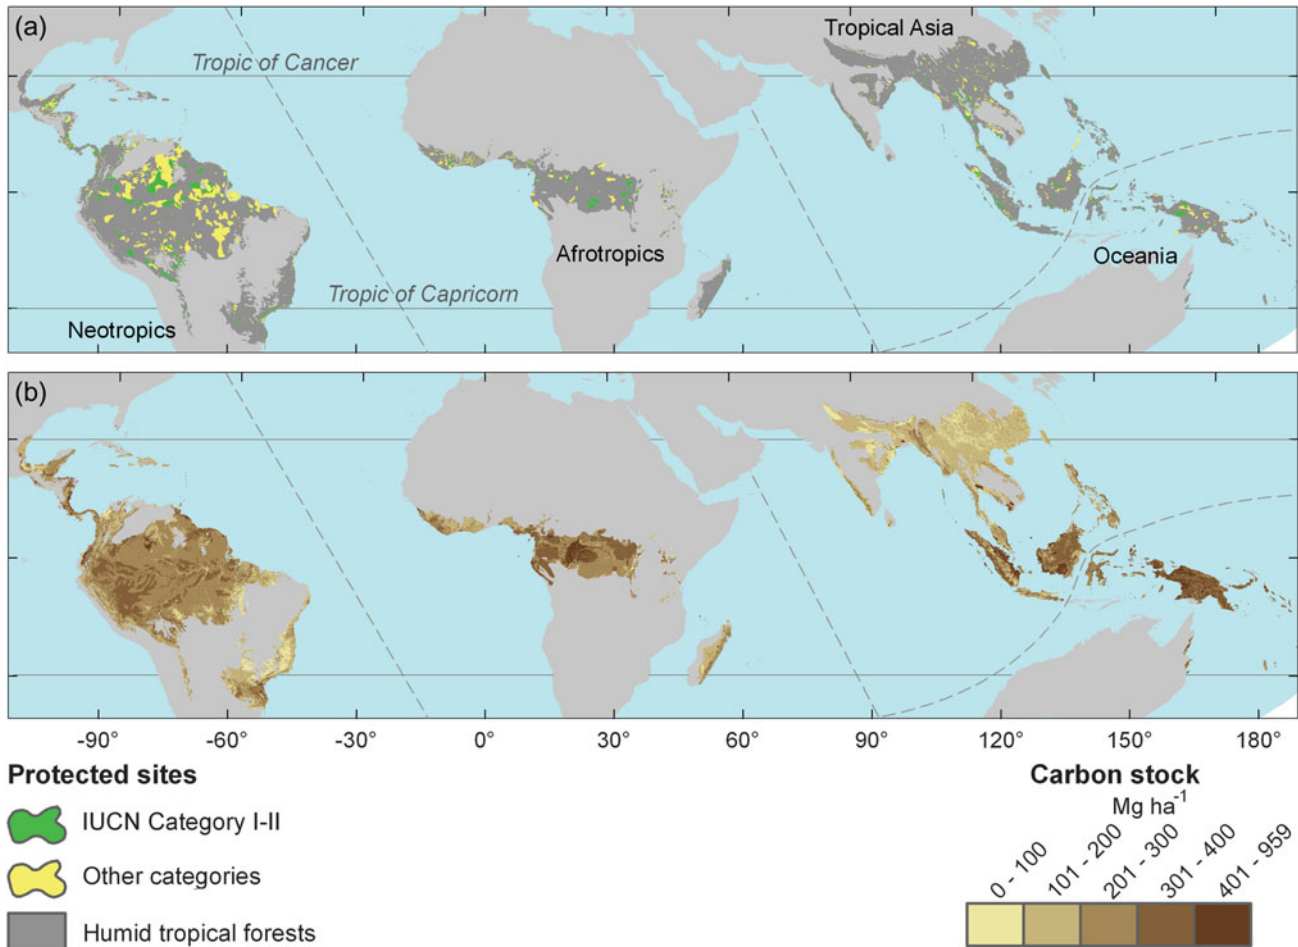 (a)
Tropical Asia
Tropic of Cancer
Afrotropics
Oceania
Tropic of Capricorn
Neotropics
(b)
-90° -60° -30° 0° 30° 60° 90° 120° 150° 180°
Protected sites
IUCN Category I-II
Other categories
Humid tropical forests
Carbon stock
Mg ha⁻¹
0 - 100 101 - 200 201 - 300 301 - 400 401 - 959